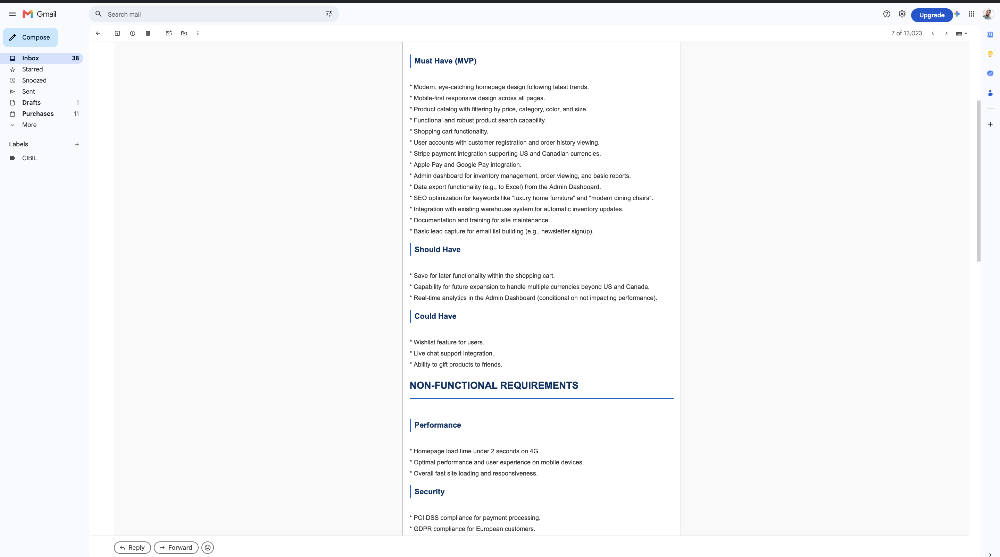 Gmail
Search mail
Upgrade
Compose
7 of 13,023
Inbox 38
Starred
Snoozed
Sent
Drafts 1
Purchases 11
More
Labels
CIBIL
31
Must Have (MVP)
* Modern, eye-catching homepage design following latest trends.
* Mobile-first responsive design across all pages.
* Product catalog with filtering by price, category, color, and size.
* Functional and robust product search capability.
* Shopping cart functionality.
* User accounts with customer registration and order history viewing.
* Stripe payment integration supporting US and Canadian currencies.
* Apple Pay and Google Pay integration.
* Admin dashboard for inventory management, order viewing, and basic reports.
* Data export functionality (e.g., to Excel) from the Admin Dashboard.
* SEO optimization for keywords like "luxury home furniture" and "modern dining chairs".
* Integration with existing warehouse system for automatic inventory updates.
* Documentation and training for site maintenance.
* Basic lead capture for email list building (e.g., newsletter signup).
Should Have
* Save for later functionality within the shopping cart.
* Capability for future expansion to handle multiple currencies beyond US and Canada.
* Real-time analytics in the Admin Dashboard (conditional on not impacting performance).
Could Have
* Wishlist feature for users.
* Live chat support integration.
* Ability to gift products to friends.
NON-FUNCTIONAL REQUIREMENTS
Performance
* Homepage load time under 2 seconds on 4G.
* Optimal performance and user experience on mobile devices.
* Overall fast site loading and responsiveness.
Security
* PCI DSS compliance for payment processing.
* GDPR compliance for European customers.
Reply
Forward